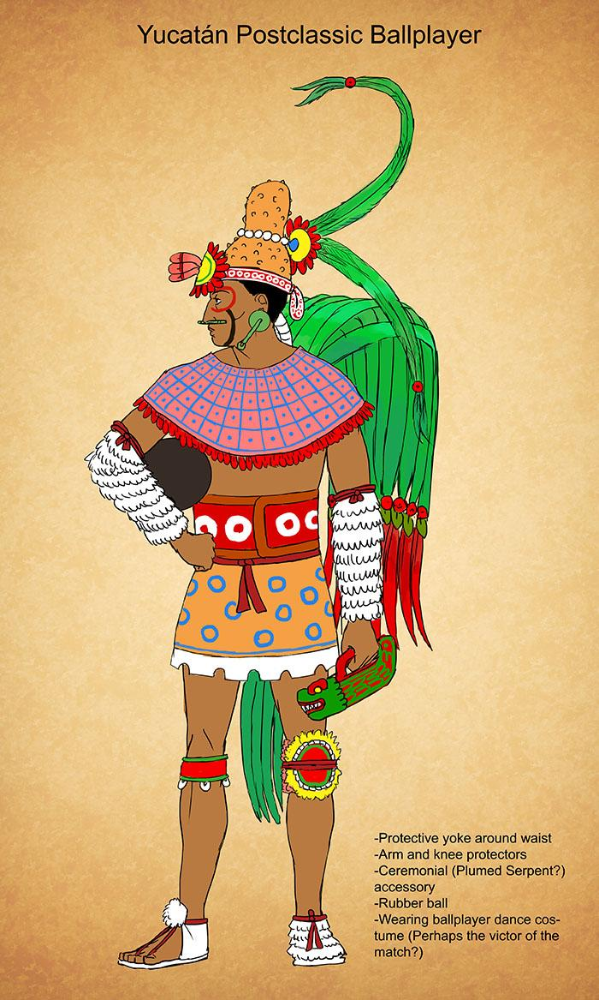 Yucatán Postclassic Ballplayer
-Protective yoke around waist
-Arm and knee protectors
-Ceremonial (Plumed Serpent?)
accessory
-Rubber ball
-Wearing ballplayer dance cos-
tume (Perhaps the victor of the
match?)